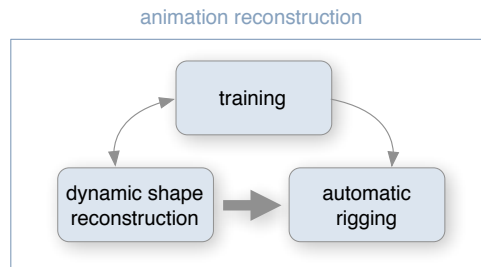 animation reconstruction
training
dynamic shape
reconstruction
automatic
rigging